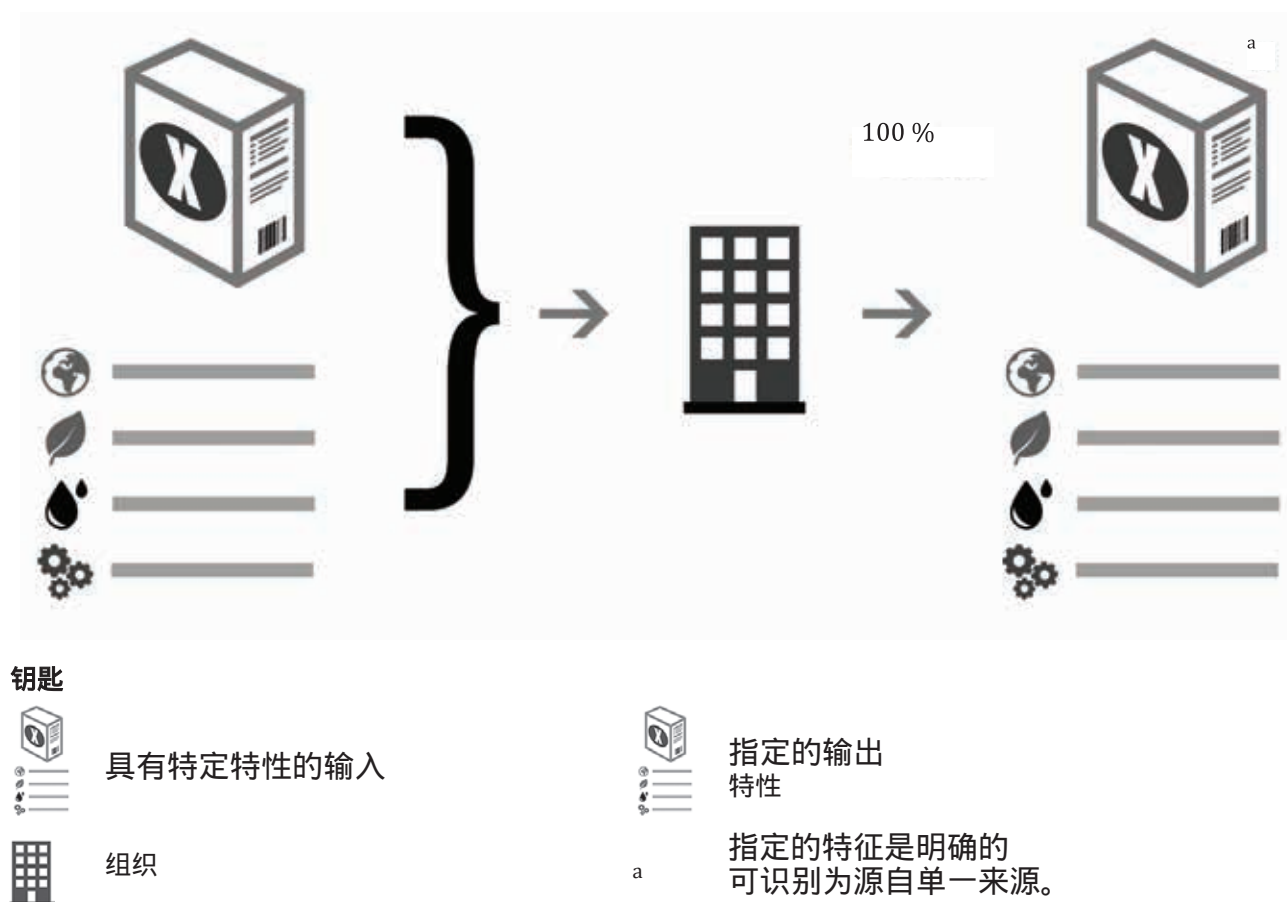 a
100 %
X
X
钥匙
X
具有特定特性的输入
X
指定的输出
特性
组织
a
指定的特征是明确的
可识别为源自单一来源。